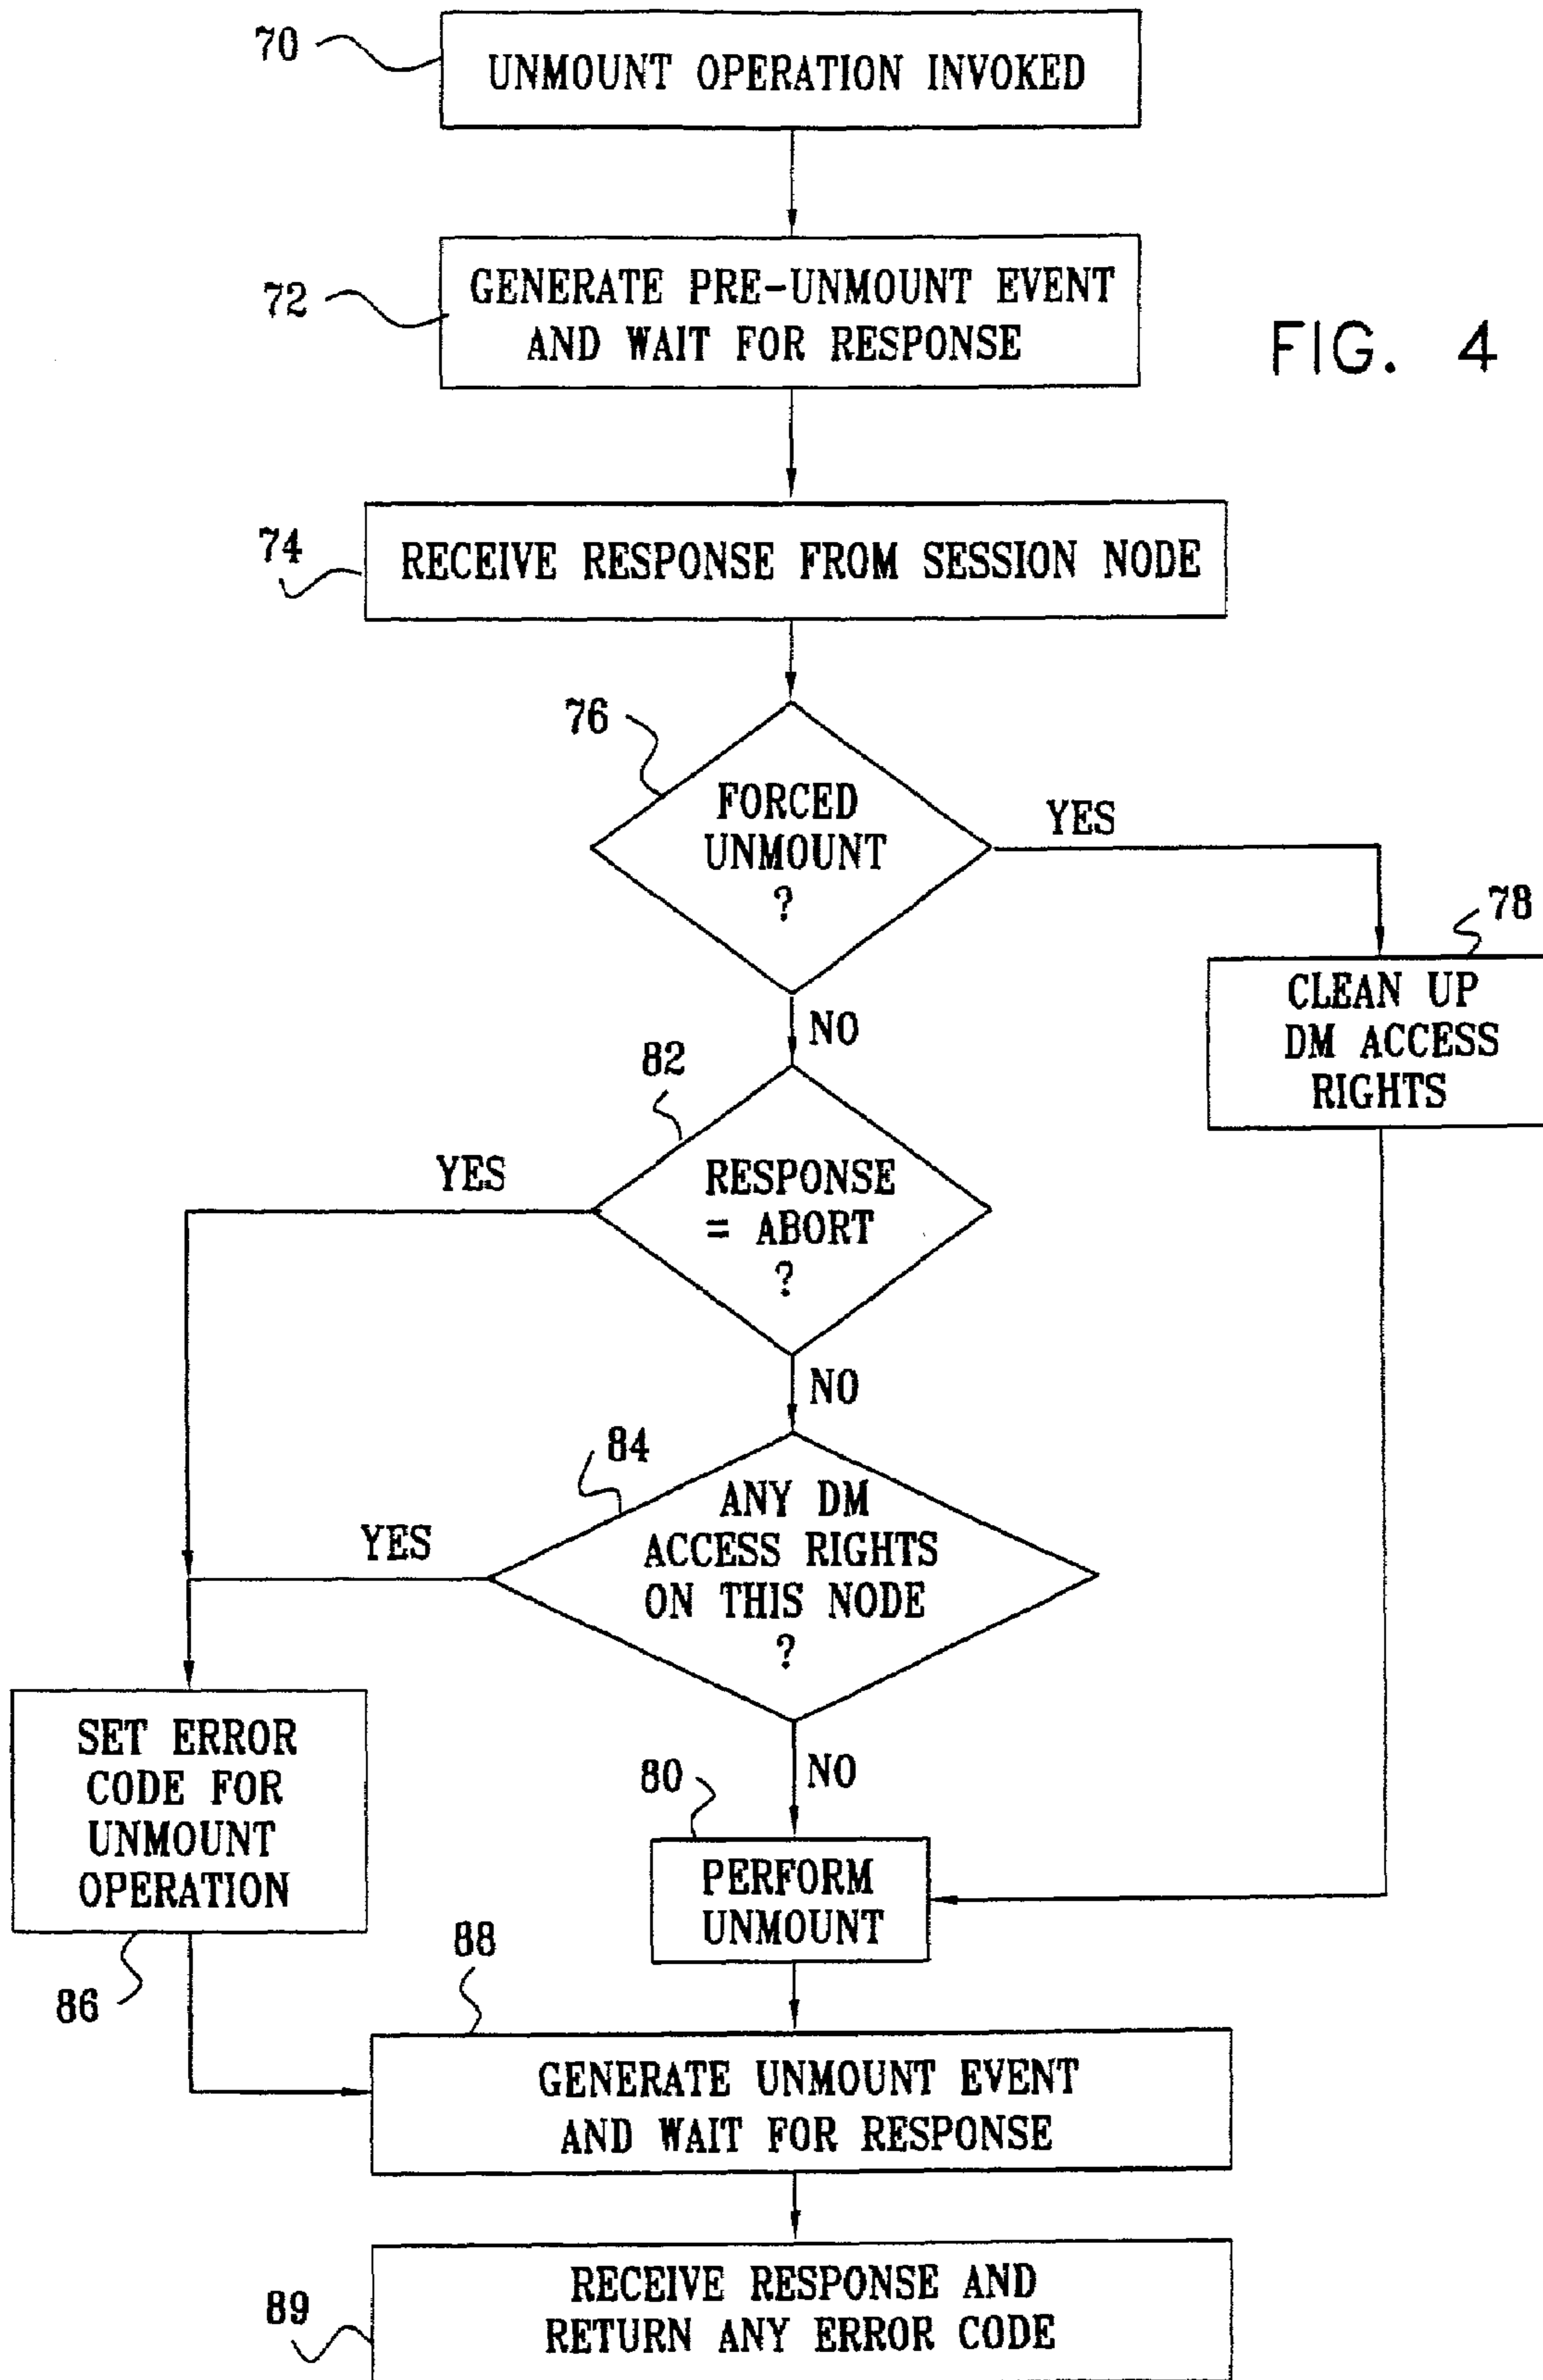 70
UNMOUNT OPERATION INVOKED
72
GENERATE PRE-UNMOUNT EVENT
AND WAIT FOR RESPONSE
FIG. 4
74
RECEIVE RESPONSE FROM SESSION NODE
76
FORCED
UNMOUNT
?
YES
78
CLEAN UP
DM ACCESS
RIGHTS
NO
82
YES
RESPONSE
= ABORT
?
NO
84
YES
ANY DM
ACCESS RIGHTS
ON THIS NODE
?
SET ERROR
CODE FOR
UNMOUNT
OPERATION
86
NO
80
PERFORM
UNMOUNT
88
GENERATE UNMOUNT EVENT
AND WAIT FOR RESPONSE
89
RECEIVE RESPONSE AND
RETURN ANY ERROR CODE